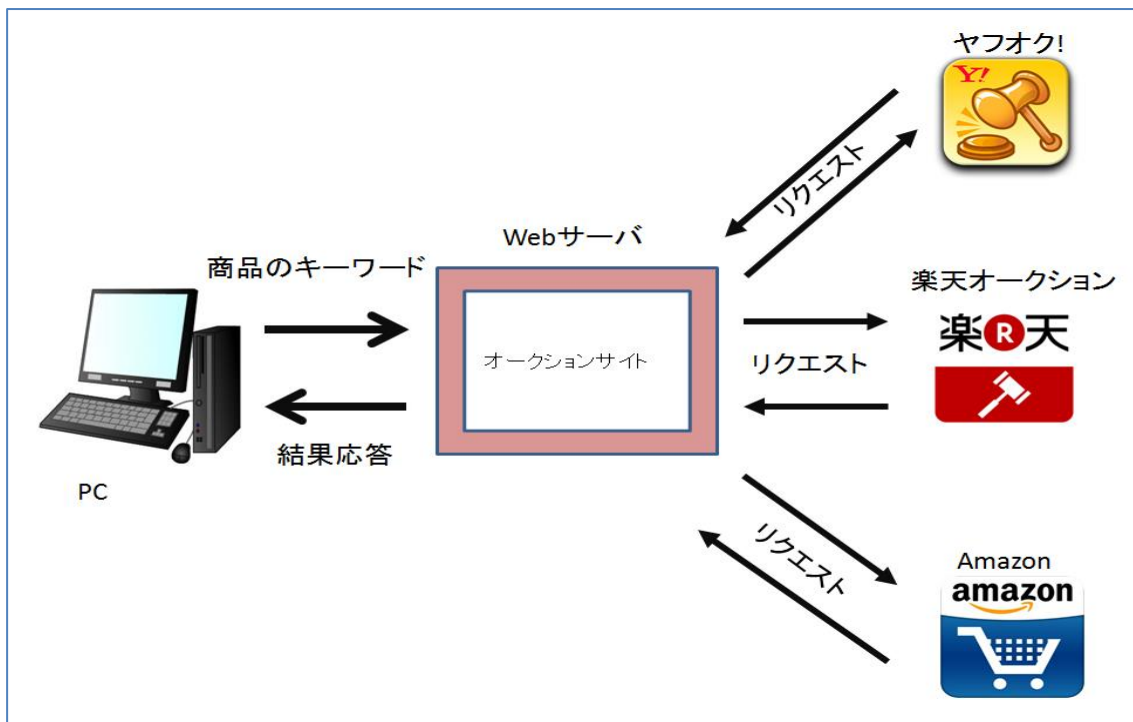 ヤフオク!
Y!
リクエスト
Webサーバ
商品のキーワード
オークションサイト
楽天オークション
楽R天
リクエスト
結果応答
PC
リクエスト
Amazon
amazon